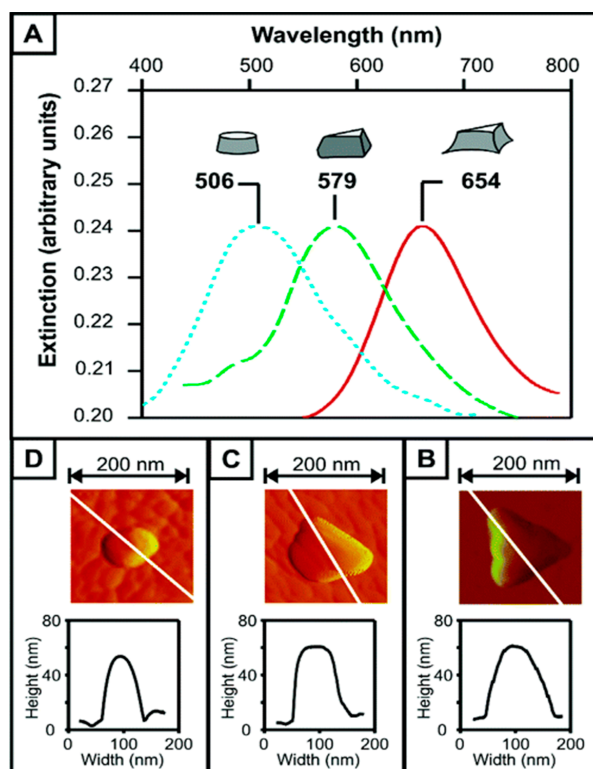 A
Wavelength (nm)
400 500 600 700 800
Extinction (arbitrary units)
0.27
0.26
0.25
0.24
0.23
0.22
0.21
0.20
506 579 654
D C B
200 nm 200 nm 200 nm
Height (nm) Height (nm) Height (nm)
80 80 80
40 40 40
0 0 0
0 100 200 0 100 200 0 100 200
Width (nm) Width (nm) Width (nm)